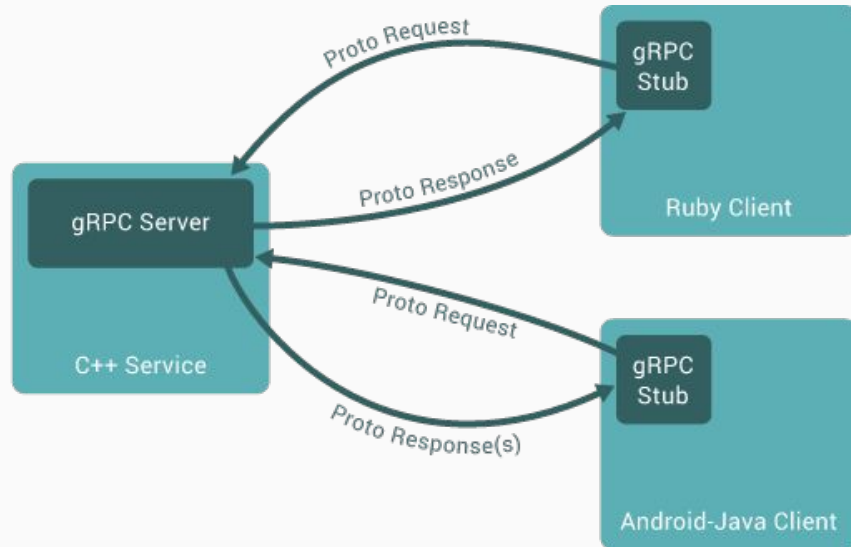 Proto Request
gRPC
Stub
Proto Response
Ruby Client
gRPC Server
C++ Service
Proto Request
gRPC
Stub
Proto Response(s)
Android-Java Client